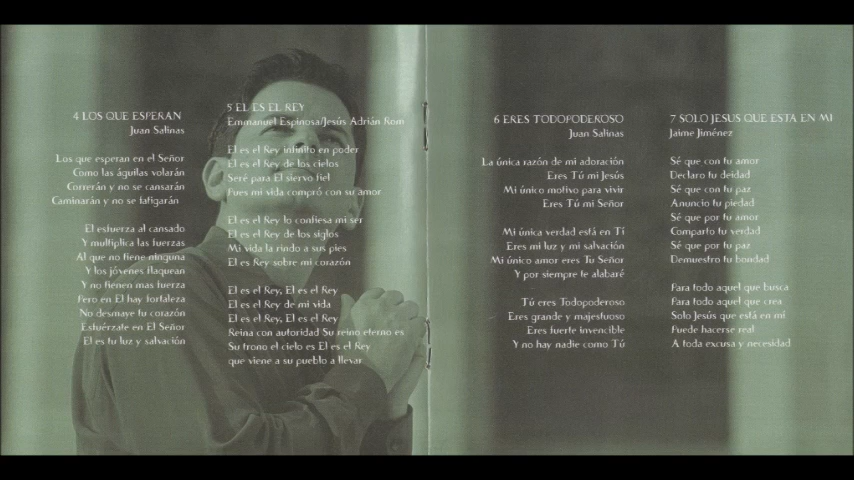 4 LOS QUE ESPERAN
Juan Salinas
Los que esperan en el Señor
Como las águilas volarán
Correrán y no se cansarán
Caminarán y no se fatigarán
El esfuerza al cansado
Y multiplica las fuerzas
Al que no tiene ninguna
Y los jóvenes flaquean
Y no tienen mas fuerza
Pero en El hay fortaleza
No desmaye tu corazón
Esfuérzate en El Señor
El es tu luz y salvación
5 EL ES EL REY
Emmanuel Espinosa/Jesús Adrián Rom
El es el Rey infinito en poder
El es el Rey de los cielos
Seré para El siervo fiel
Pues mi vida compró con su amor
El es el Rey lo confiesa mi ser
El es el Rey de los siglos
Mi vida la rindo a sus pies
El es Rey sobre mi corazón
El es el Rey, El es el Rey
El es el Rey de mi vida
El es el Rey, El es el Rey
Reina con autoridad Su reino eterno es
Su trono el cielo es El es el Rey
que viene a su pueblo a llevar
6 ERES TODOPODEROSO
Juan Salinas
La única razón de mi adoración
Eres Tú mi Jesús
Mi único motivo para vivir
Eres Tú mi Señor
Mi única verdad está en Tí
Eres mi luz y mi salvación
Mi único amor eres Tu Señor
Y por siempre te alabaré
Tú eres Todopoderoso
Eres grande y majestuoso
Eres fuerte invencible
Y no hay nadie como Tú
7 SOLO JESUS QUE ESTA EN MI
Jaime Jiménez
Sé que con tu amor
Declaro tu deidad
Sé que con tu paz
Anuncio tu piedad
Sé que por tu amor
Comparto tu verdad
Sé que por tu paz
Demuestro tu bondad
Para todo aquel que busca
Para todo aquel que crea
Solo Jesús que está en mi
Puede hacerse real
A toda excusa y necesidad